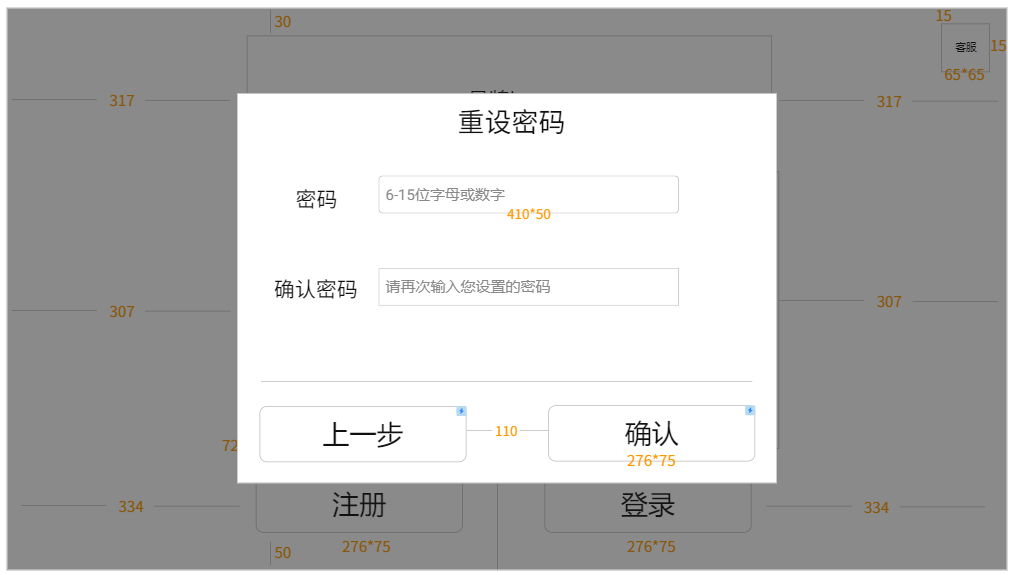 30
15
客服
15
65*65
317
317
重设密码
密码
6-15位字母或数字
410*50
确认密码
请再次输入您设置的密码
307
307
上一步
110
确认
276*75
72
334
注册
登录
334
276*75
276*75
50